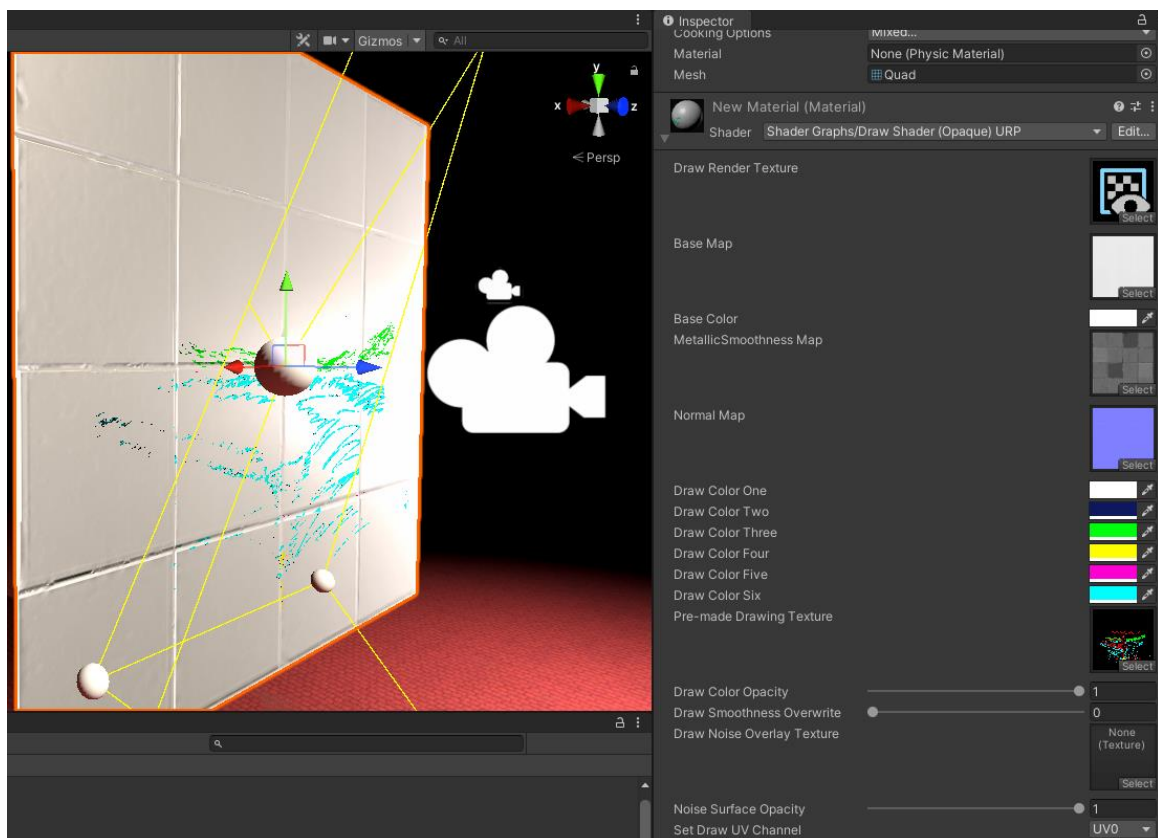 Inspector
Gizmos
All
Cooking Options
Mixed...
Material
None (Physic Material)
Mesh
Quad
y
x
z
Persp
New Material (Material)
Shader
Shader Graphs/Draw Shader (Opaque) URP
Edit...
Draw Render Texture
Select
Base Map
Select
Base Color
MetallicSmoothness Map
Select
Normal Map
Select
Draw Color One
Draw Color Two
Draw Color Three
Draw Color Four
Draw Color Five
Draw Color Six
Pre-made Drawing Texture
Select
Draw Color Opacity
1
Draw Smoothness Overwrite
0
Draw Noise Overlay Texture
None
(Texture)
Select
Noise Surface Opacity
1
Set Draw UV Channel
UV0